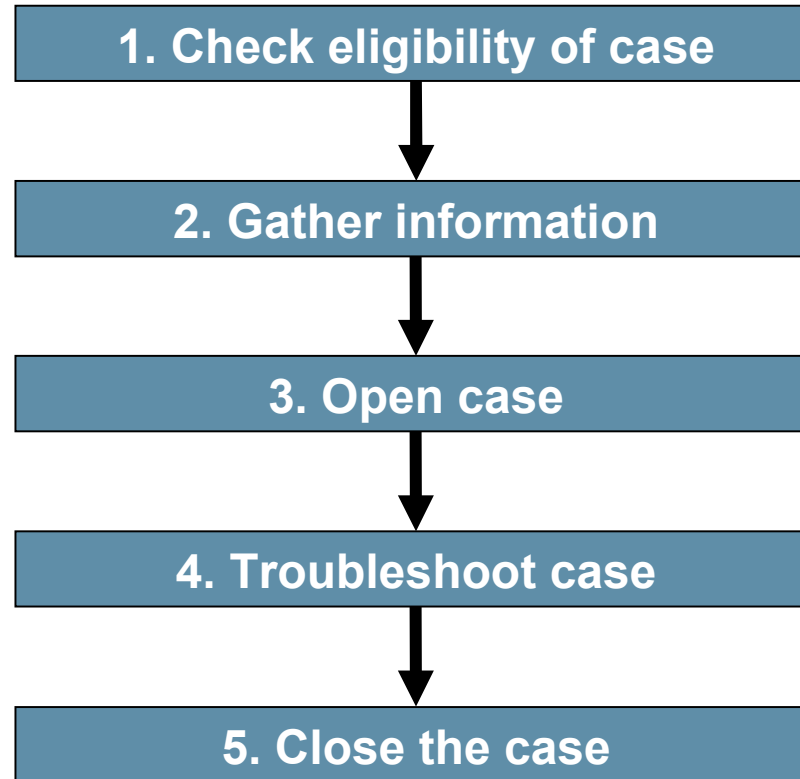 1. Check eligibility of case
2. Gather information
3. Open case
4. Troubleshoot case
5. Close the case